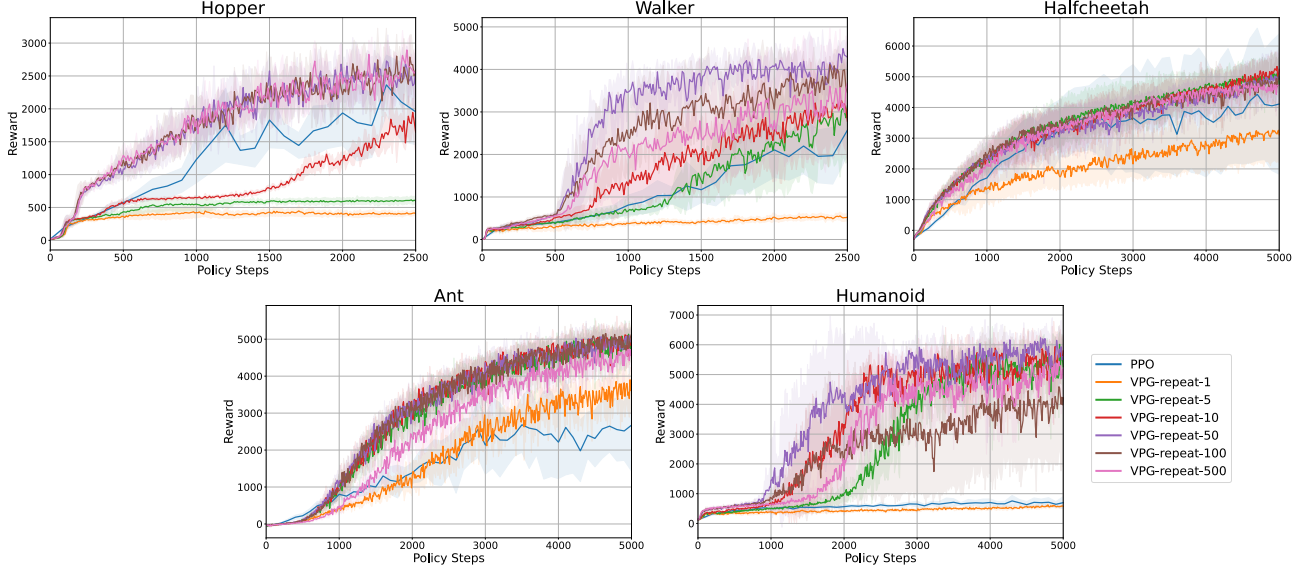 Hopper
Reward
3000
2500
2000
1500
1000
500
0
0 500 1000 1500 2000 2500
Policy Steps
Walker
Reward
5000
4000
3000
2000
1000
0
0 500 1000 1500 2000 2500
Policy Steps
Halfcheetah
Reward
6000
5000
4000
3000
2000
1000
0
0 1000 2000 3000 4000 5000
Policy Steps
Ant
Reward
5000
4000
3000
2000
1000
0
0 1000 2000 3000 4000 5000
Policy Steps
Humanoid
Reward
7000
6000
5000
4000
3000
2000
1000
0
0 1000 2000 3000 4000 5000
Policy Steps
PPO
VPG-repeat-1
VPG-repeat-5
VPG-repeat-10
VPG-repeat-50
VPG-repeat-100
VPG-repeat-500